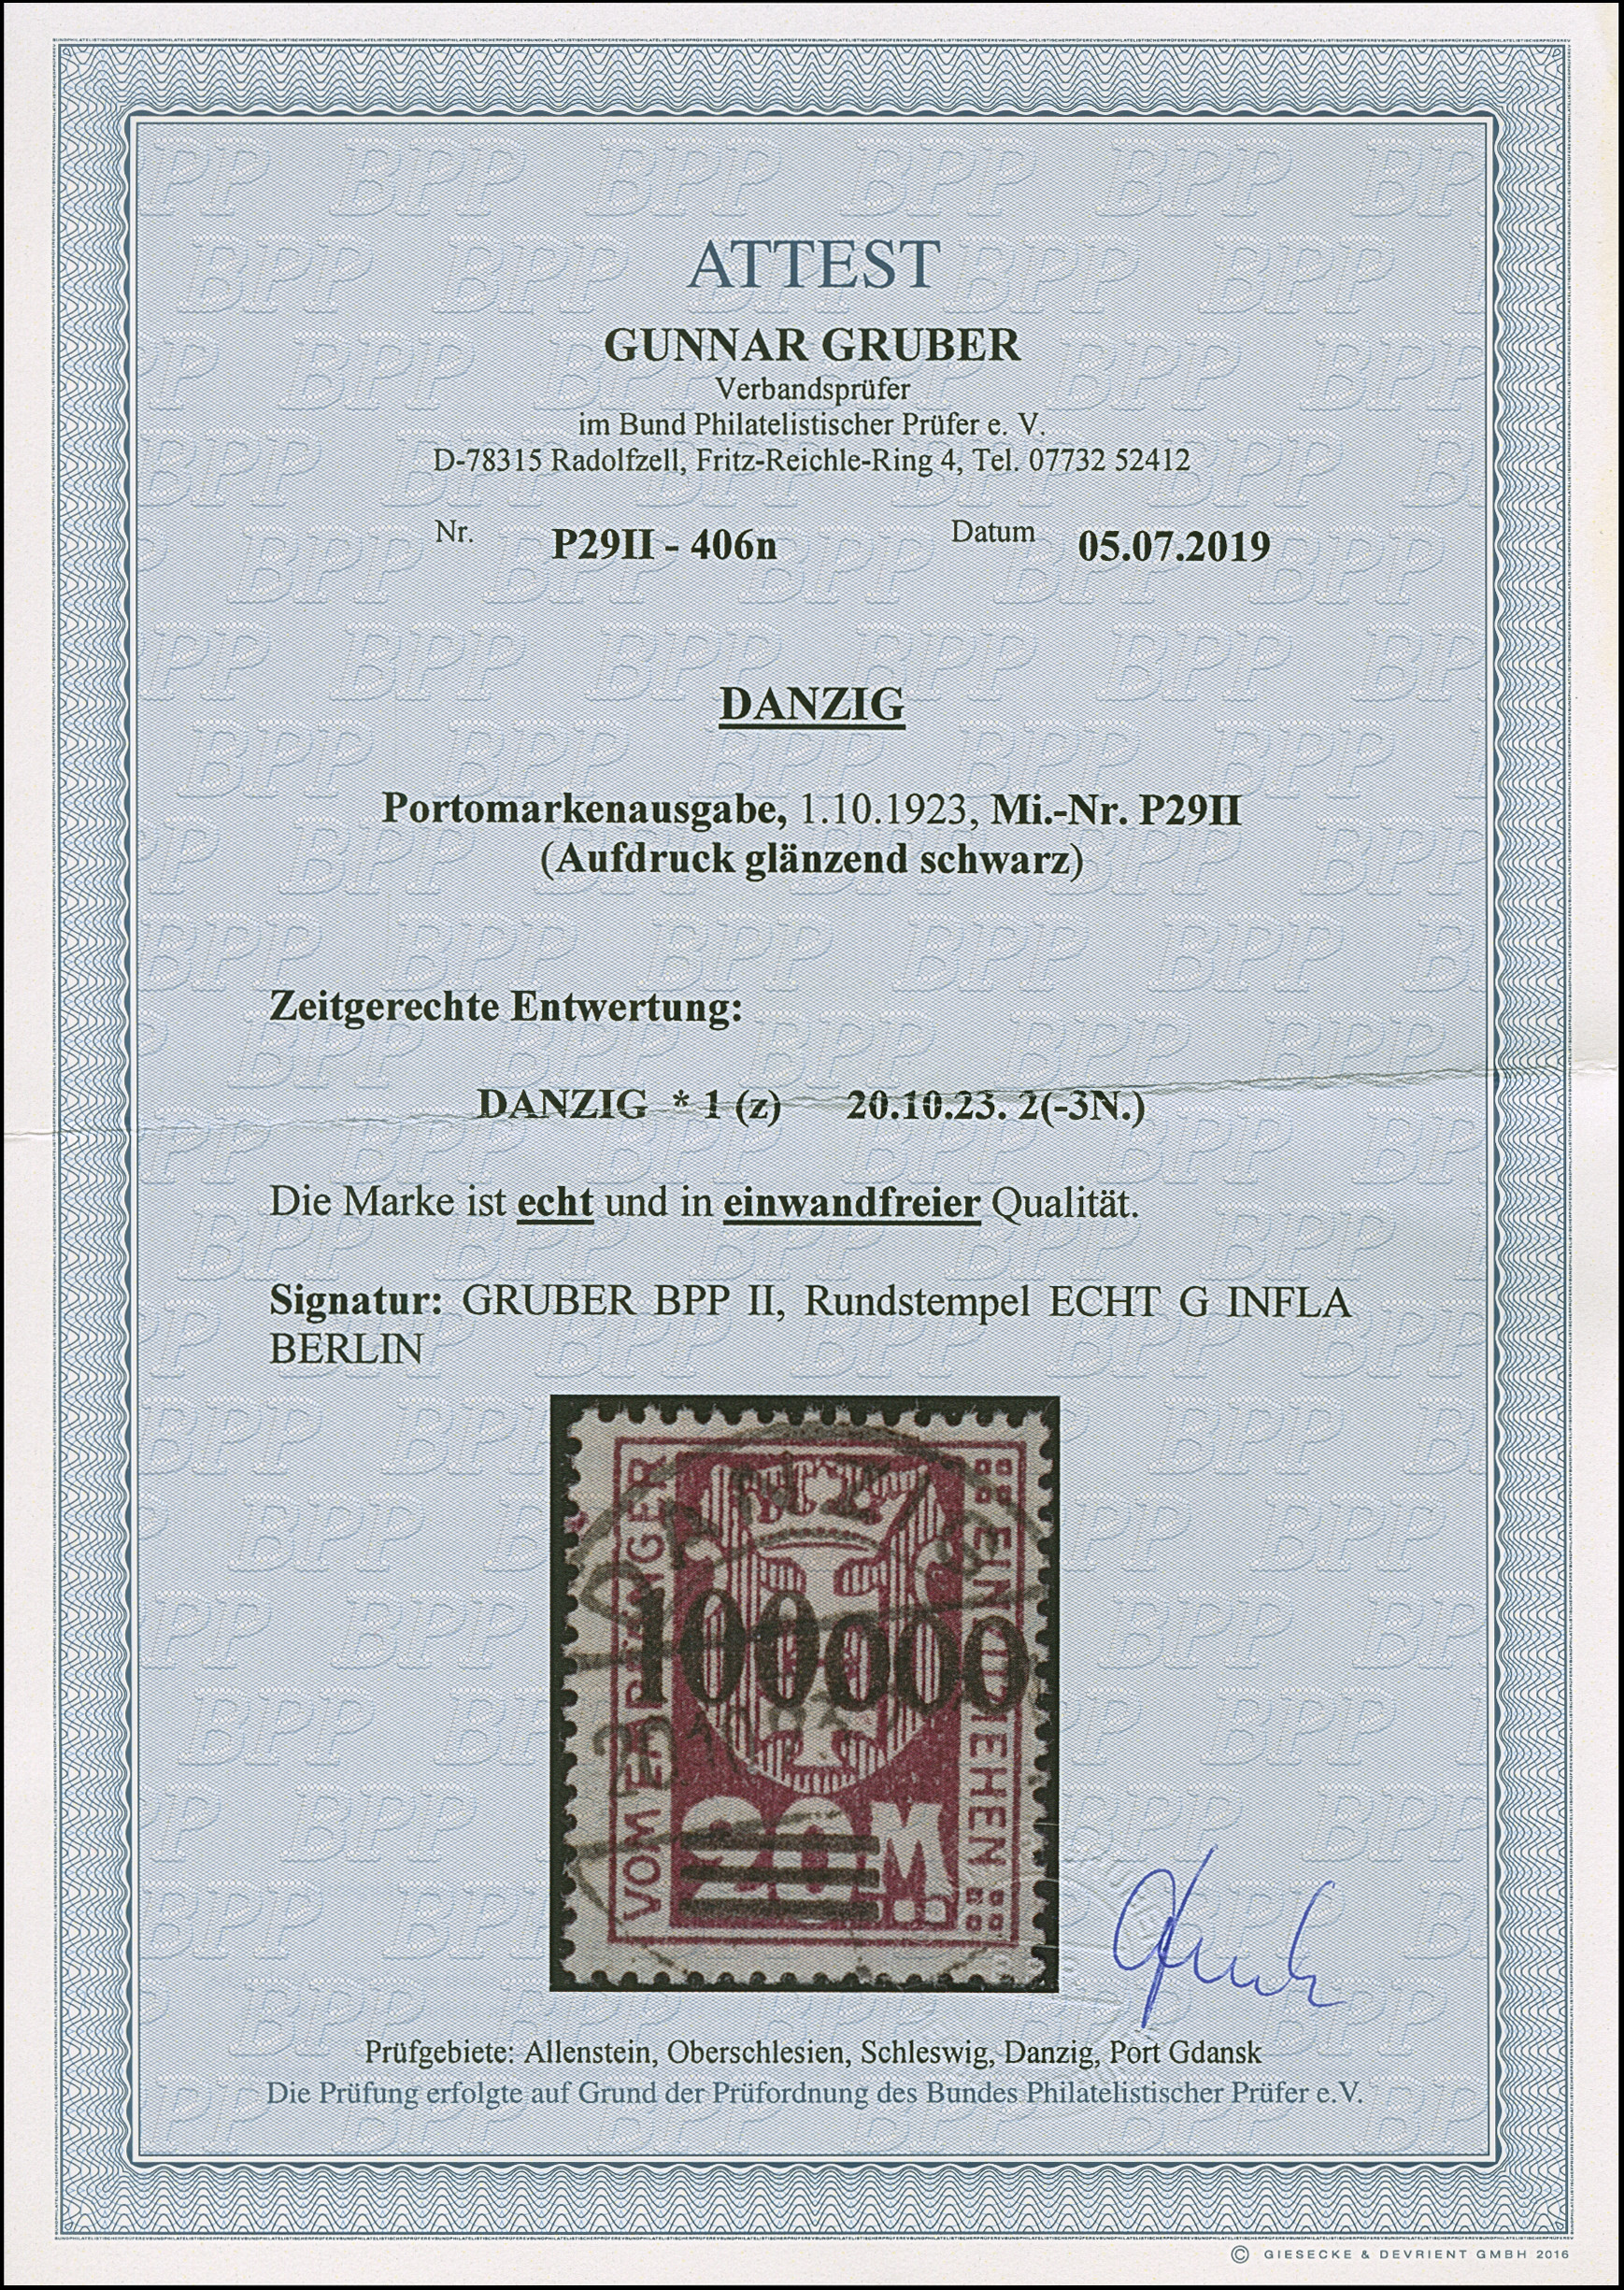 ATTEST
GUNNAR GRUBER
Verbandsprüfer
im Bund Philatelistischer Prüfer e. V.
D-78315 Radolfzell, Fritz-Reichle-Ring 4, Tel. 07732 52412
Nr. P29II - 406n Datum 05.07.2019
DANZIG
Portomarkenausgabe, 1.10.1923, Mi.-Nr. P29II
(Aufdruck glänzend schwarz)
Zeitgerechte Entwertung:
DANZIG * 1 (z) 20.10.23. 2(-3N.)
Die Marke ist echt und in einwandfreier Qualität.
Signatur: GRUBER BPP II, Rundstempel ECHT G INFLA
BERLIN
VOM EMPFÄNGER
EINZUZIEHEN
DANZIG
100000
20 M
Prüfgebiete: Allenstein, Oberschlesien, Schleswig, Danzig, Port Gdansk
Die Prüfung erfolgte auf Grund der Prüfordnung des Bundes Philatelistischer Prüfer e.V.
© GIESECKE & DEVRIENT GMBH 2016